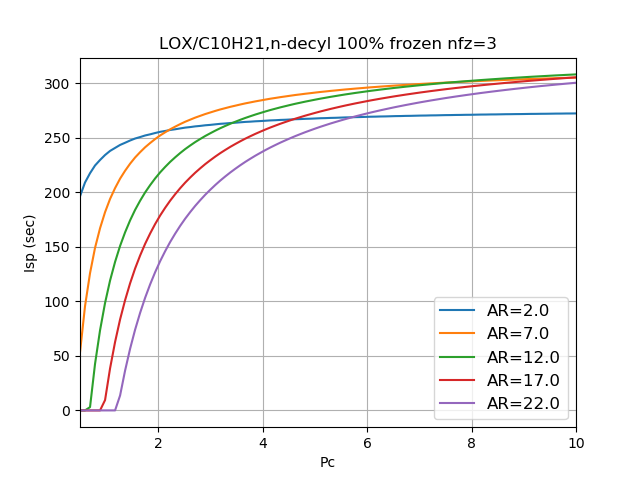 LOX/C10H21,n-decyl 100% frozen nfz=3
Isp (sec)
300
250
200
150
100
50
0
AR=2.0
AR=7.0
AR=12.0
AR=17.0
AR=22.0
2 4 6 8 10
Pc